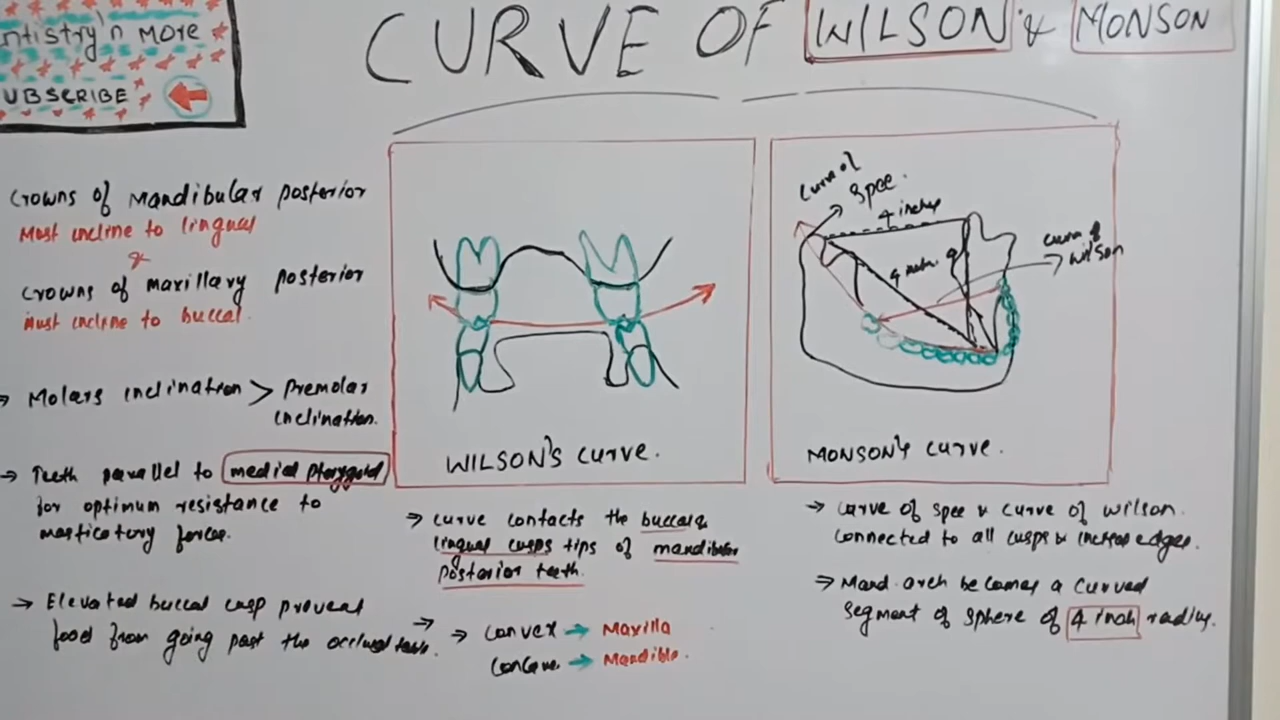 ntistry'n MORE
UBSCRIBE
CURVE OF WILSON & MONSON
Crowns of Mandibular posterior
Must incline to lingual
&
Crowns of maxillary posterior
Must incline to buccal.
→ Molars inclination > Premolar
inclination.
→ Teeth parallel to medial pterygoid
for optimum resistance to
masticatory forces.
→ Elevated buccal cusp prevent
food from going past the occlusal table.
WILSON'S curve.
→ curve contacts the buccal &
lingual cusps tips of mandibular
posterior teeth.
→ convex → Maxilla
concave → Mandible.
curve of
spee.
4 inches
curve of
wilson
MONSON'S curve.
→ curve of spee & curve of wilson.
connected to all cusps & incisal edges.
→ Mand. arch becomes a curved
segment of sphere of 4 inch radius.